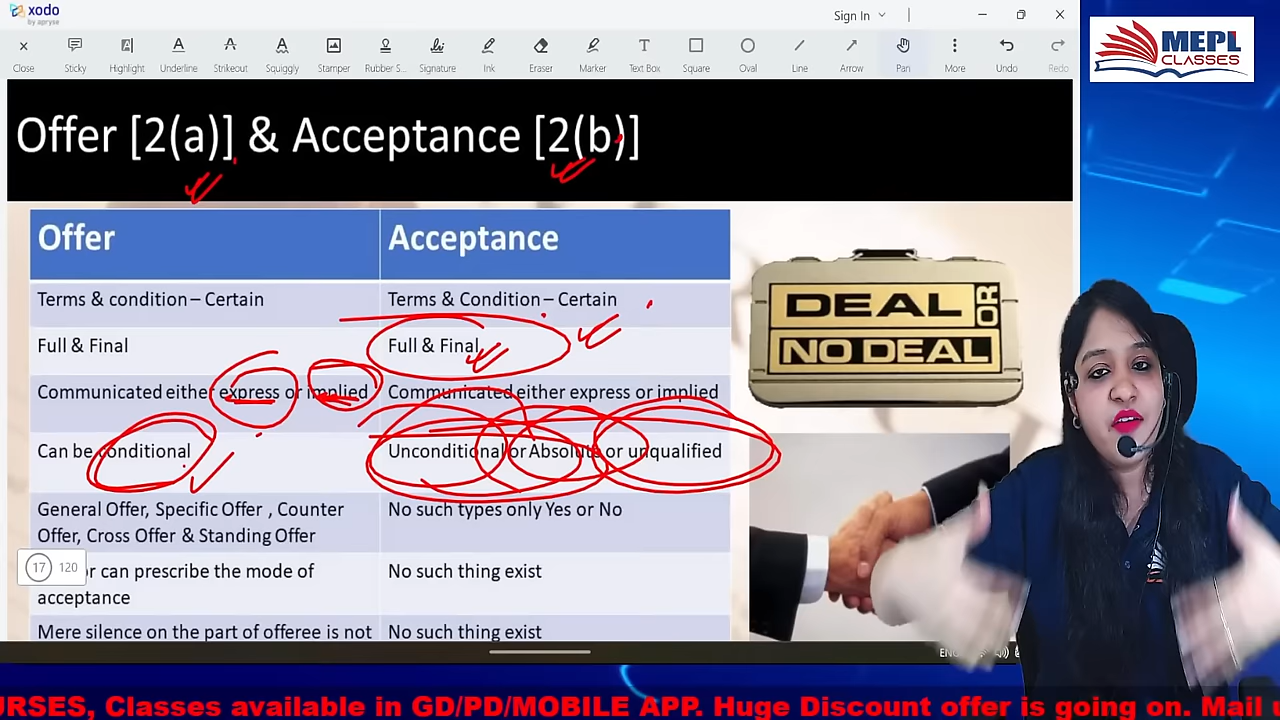 xodo
by apryse
Sign In
Close
Sticky
Highlight
Underline
Strikeout
Squiggly
Stamper
Rubber S
Signature
Eraser
Marker
Text Box
Square
Oval
Line
Arrow
Pan
More
Undo
Redo
MEPL
CLASSES
Offer [2(a)] & Acceptance [2(b)]
Offer
Acceptance
Terms & condition – Certain
Terms & Condition – Certain
Full & Final
Full & Final
Communicated either express or implied
Communicated either express or implied
Can be conditional
Unconditional or Absolute or unqualified
General Offer, Specific Offer , Counter
Offer, Cross Offer & Standing Offer
No such types only Yes or No
17 120
or can prescribe the mode of
acceptance
No such thing exist
Mere silence on the part of offeree is not
No such thing exist
DEAL OR
NO DEAL
URSES, Classes available in GD/PD/MOBILE APP. Huge Discount offer is going on. Mail